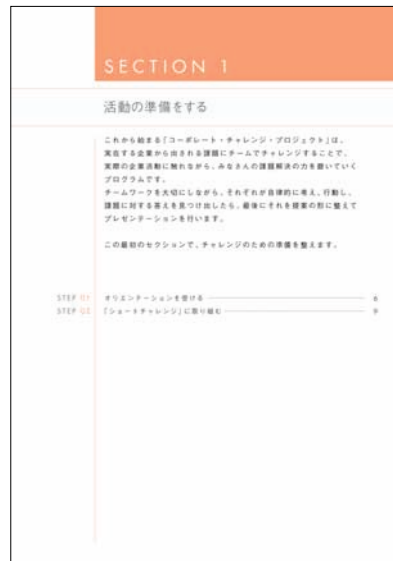 SECTION 1
活動の準備をする
これから始まる「コーポレート・チャレンジ・プロジェクト」は、
実在する企業から出される課題にチームでチャレンジすることで、
実際の企業活動に触れながら、みなさんの課題解決の力を磨いていく
プログラムです。
チームワークを大切にしながら、それぞれが自律的に考え、行動し、
課題に対する答えを見つけ出したら、最後にそれを提案の形に整えて
プレゼンテーションを行います。
この最初のセクションで、チャレンジのための準備を整えます。
STEP 01 オリエンテーションを受ける 8
STEP 02 「ショートチャレンジ」に取り組む 9